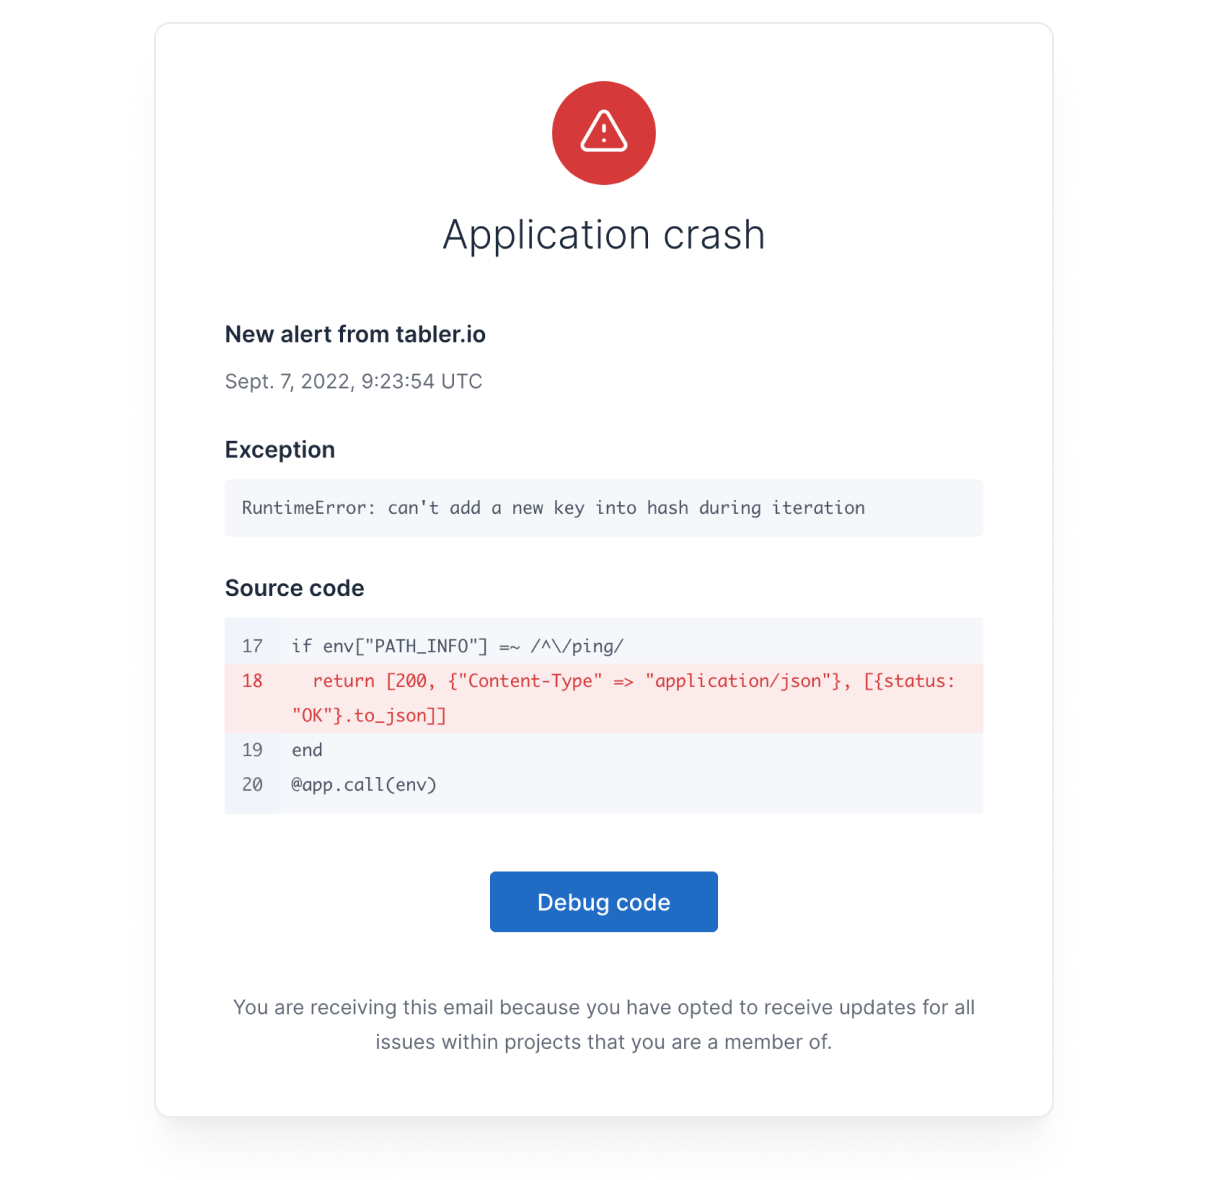 Application crash
New alert from tabler.io
Sept. 7, 2022, 9:23:54 UTC
Exception
RuntimeError: can't add a new key into hash during iteration
Source code
17 if env["PATH_INFO"] =~ /^\/ping/
18 return [200, {"Content-Type" => "application/json"}, [{status:
"OK"}.to_json]]
19 end
20 @app.call(env)
Debug code
You are receiving this email because you have opted to receive updates for all
issues within projects that you are a member of.